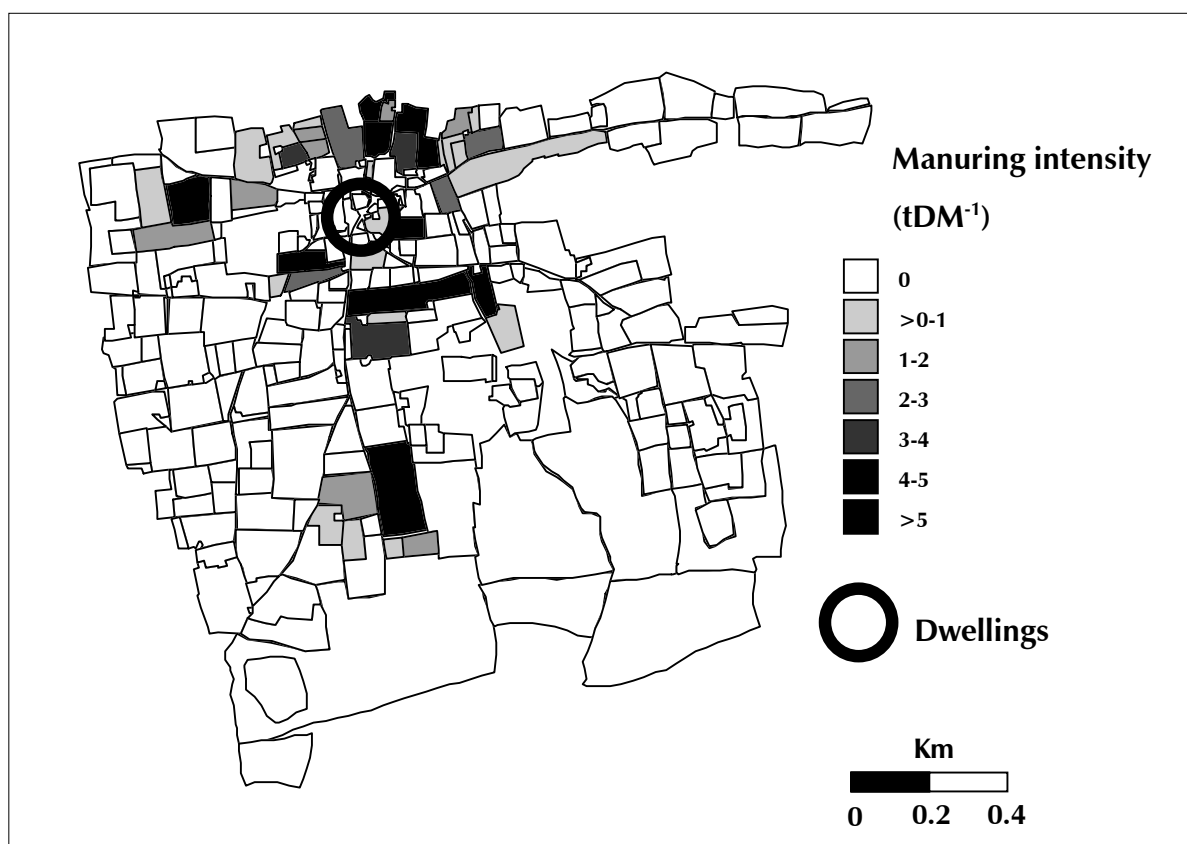 Manuring intensity
(tDM⁻¹)
0
>0-1
1-2
2-3
3-4
4-5
>5
Dwellings
Km
0 0.2 0.4